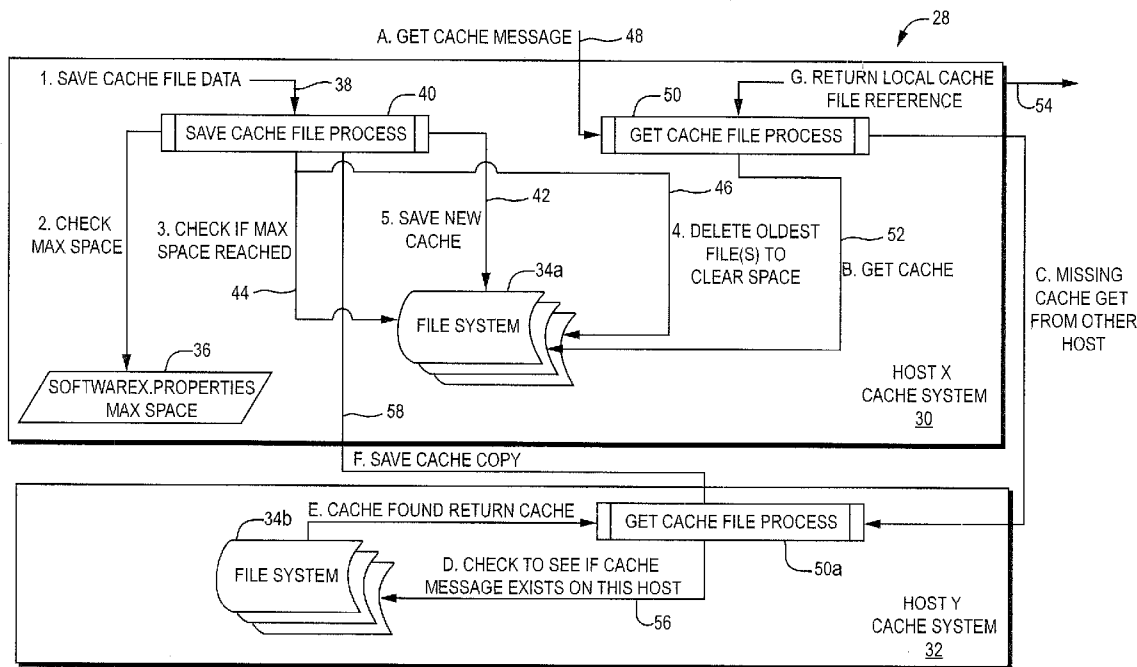 28
A. GET CACHE MESSAGE
48
1. SAVE CACHE FILE DATA
38
40
SAVE CACHE FILE PROCESS
50
GET CACHE FILE PROCESS
G. RETURN LOCAL CACHE
FILE REFERENCE
54
2. CHECK
MAX SPACE
3. CHECK IF MAX
SPACE REACHED
44
42
5. SAVE NEW
CACHE
46
4. DELETE OLDEST
FILE(S) TO
CLEAR SPACE
52
B. GET CACHE
C. MISSING
CACHE GET
FROM OTHER
HOST
34a
FILE SYSTEM
36
SOFTWAREX.PROPERTIES
MAX SPACE
58
HOST X
CACHE SYSTEM
30
F. SAVE CACHE COPY
E. CACHE FOUND RETURN CACHE
34b
FILE SYSTEM
GET CACHE FILE PROCESS
50a
D. CHECK TO SEE IF CACHE
MESSAGE EXISTS ON THIS HOST
56
HOST Y
CACHE SYSTEM
32